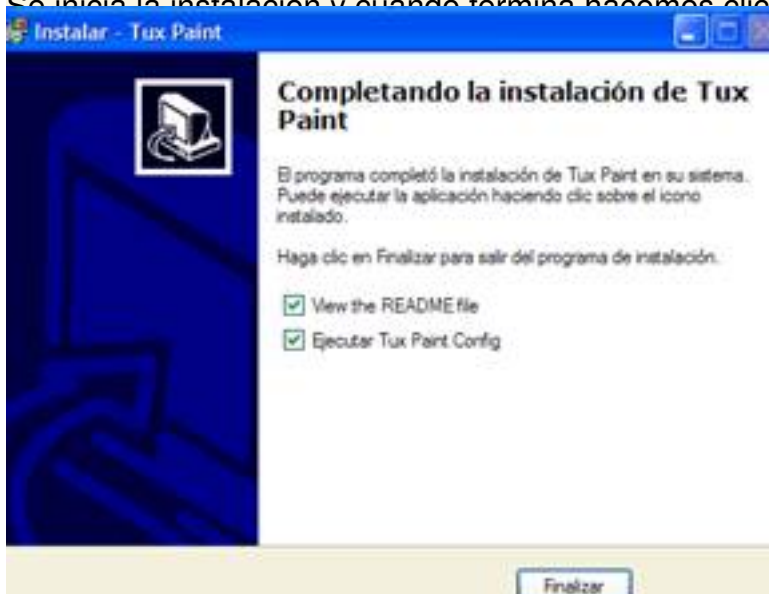 Se inicia la instalación y cuando termina hacemos clic
Instalar - Tux Paint
Completando la instalación de Tux
Paint
El programa completó la instalación de Tux Paint en su sistema.
Puede ejecutar la aplicación haciendo clic sobre el icono
instalado.
Haga clic en Finalizar para salir del programa de instalación.
View the README file
Ejecutar Tux Paint Config
Finalizar